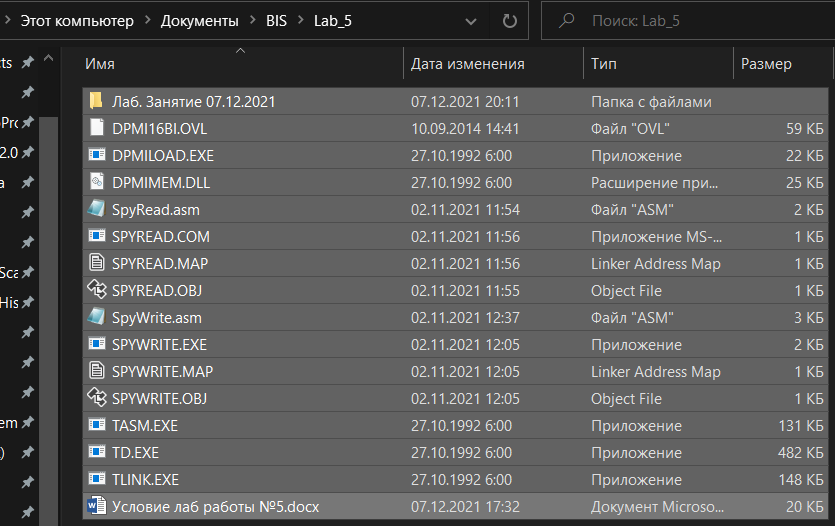 Этот компьютер > Документы > BIS > Lab_5 Поиск: Lab_5
Имя Дата изменения Тип Размер
Лаб. Занятие 07.12.2021 07.12.2021 20:11 Папка с файлами
DPMI16BI.OVL 10.09.2014 14:41 Файл "OVL" 59 КБ
DPMILOAD.EXE 27.10.1992 6:00 Приложение 22 КБ
DPMIMEM.DLL 27.10.1992 6:00 Расширение при... 25 КБ
SpyRead.asm 02.11.2021 11:54 Файл "ASM" 2 КБ
SPYREAD.COM 02.11.2021 11:56 Приложение MS-... 1 КБ
SPYREAD.MAP 02.11.2021 11:56 Linker Address Map 1 КБ
SPYREAD.OBJ 02.11.2021 11:55 Object File 1 КБ
SpyWrite.asm 02.11.2021 12:37 Файл "ASM" 3 КБ
SPYWRITE.EXE 02.11.2021 12:05 Приложение 2 КБ
SPYWRITE.MAP 02.11.2021 12:05 Linker Address Map 1 КБ
SPYWRITE.OBJ 02.11.2021 12:05 Object File 1 КБ
TASM.EXE 27.10.1992 6:00 Приложение 131 КБ
TD.EXE 27.10.1992 6:00 Приложение 482 КБ
TLINK.EXE 27.10.1992 6:00 Приложение 148 КБ
Условие лаб работы №5.docx 07.12.2021 17:32 Документ Microso... 20 КБ